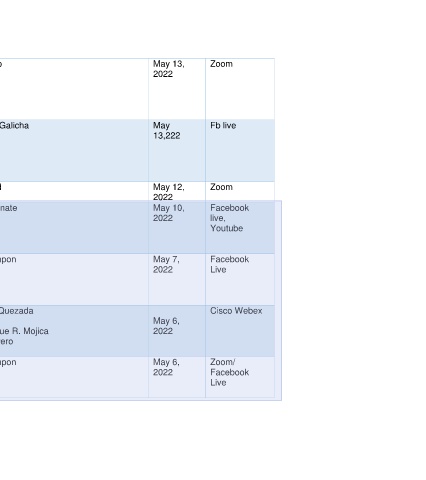 May 13, Zoom
2022
Galicha May Fb live
13,222
May 12, Zoom
2022
nate May 10, Facebook
2022 live,
Youtube
pon May 7, Facebook
2022 Live
Quezada Cisco Webex
May 6,
ue R. Mojica 2022
ero
pon May 6, Zoom/
2022 Facebook
Live